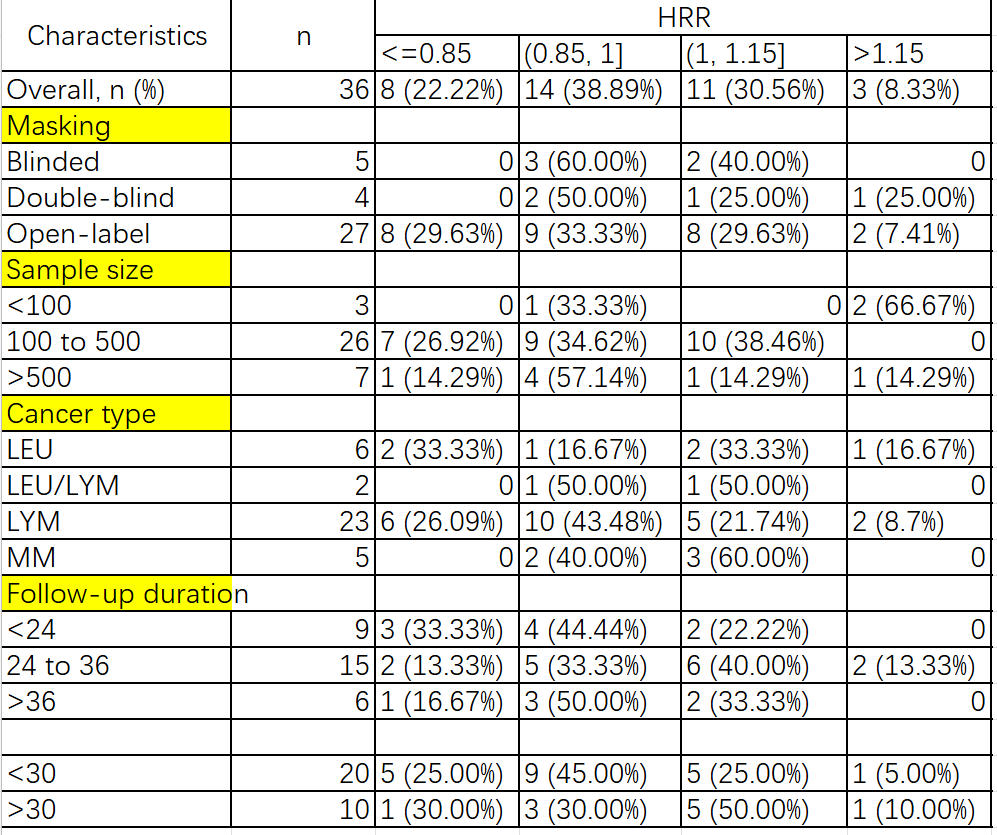 Characteristics n HRR
<=0.85 (0.85, 1] (1, 1.15] >1.15
Overall, n (%) 36 8 (22.22%) 14 (38.89%) 11 (30.56%) 3 (8.33%)
Masking
Blinded 5 0 3 (60.00%) 2 (40.00%) 0
Double-blind 4 0 2 (50.00%) 1 (25.00%) 1 (25.00%)
Open-label 27 8 (29.63%) 9 (33.33%) 8 (29.63%) 2 (7.41%)
Sample size
<100 3 0 1 (33.33%) 0 2 (66.67%)
100 to 500 26 7 (26.92%) 9 (34.62%) 10 (38.46%) 0
>500 7 1 (14.29%) 4 (57.14%) 1 (14.29%) 1 (14.29%)
Cancer type
LEU 6 2 (33.33%) 1 (16.67%) 2 (33.33%) 1 (16.67%)
LEU/LYM 2 0 1 (50.00%) 1 (50.00%) 0
LYM 23 6 (26.09%) 10 (43.48%) 5 (21.74%) 2 (8.7%)
MM 5 0 2 (40.00%) 3 (60.00%) 0
Follow-up duration
<24 9 3 (33.33%) 4 (44.44%) 2 (22.22%) 0
24 to 36 15 2 (13.33%) 5 (33.33%) 6 (40.00%) 2 (13.33%)
>36 6 1 (16.67%) 3 (50.00%) 2 (33.33%) 0
<30 20 5 (25.00%) 9 (45.00%) 5 (25.00%) 1 (5.00%)
>30 10 1 (30.00%) 3 (30.00%) 5 (50.00%) 1 (10.00%)